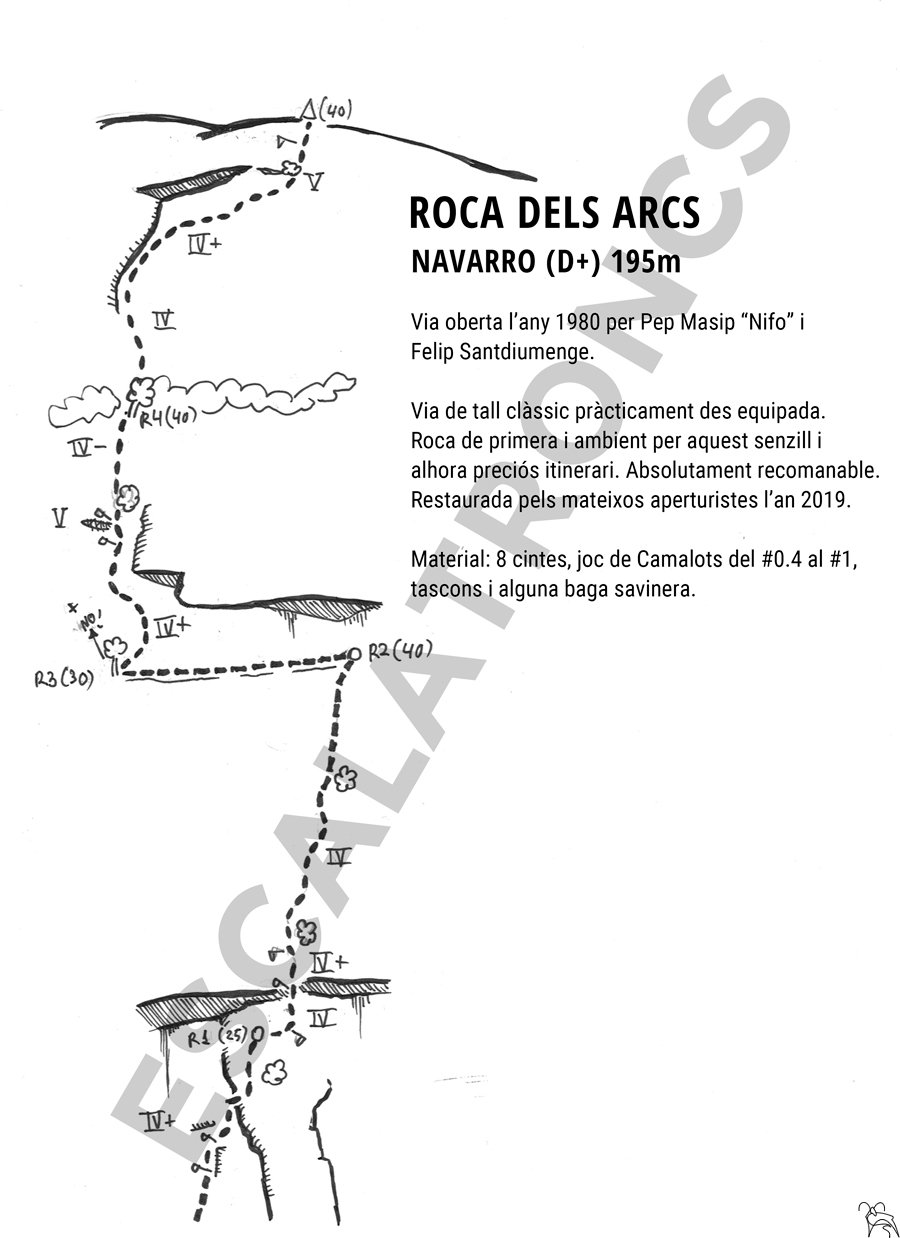 △(40)
V
IV+
IV
R4(40)
IV-
V
IV+
NO!
R3(30)
R2(40)
IV
IV+
IV
R1(25)
IV+
ROCA DELS ARCS
NAVARRO (D+) 195m
Via oberta l’any 1980 per Pep Masip “Nifo” i
Felip Santdiumenge.
Via de tall clàssic pràcticament des equipada.
Roca de primera i ambient per aquest senzill i
alhora preciós itinerari. Absolutament recomanable.
Restaurada pels mateixos aperturistes l’an 2019.
Material: 8 cintes, joc de Camalots del #0.4 al #1,
tascons i alguna baga savinera.
ESCALATRONCS